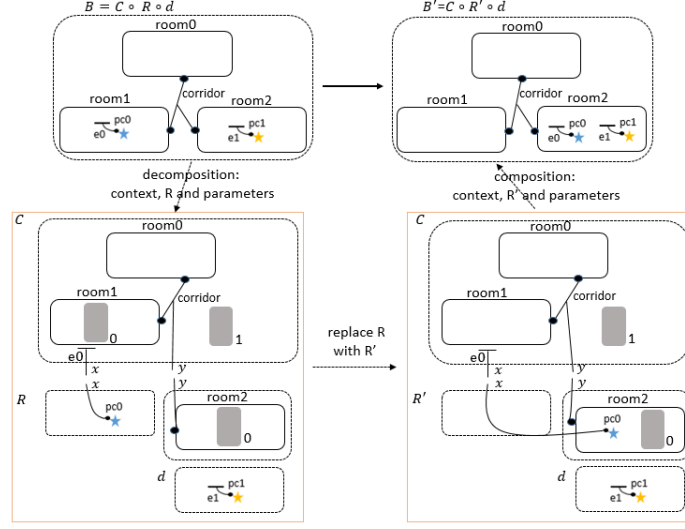 B = C ∘ R ∘ d
room0
corridor
room1
room2
pc0
e0
pc1
e1
B′=C ∘ R′ ∘ d
room0
corridor
room1
room2
pc0
e0
pc1
e1
decomposition:
context, R and parameters
composition:
context, R′ and parameters
C
room0
room1
corridor
0
1
e0
x
y
x
y
R
pc0
room2
0
d
pc1
e1
replace R
with R′
C
room0
room1
corridor
1
e0
x
y
x
y
R′
room2
pc0
0
d
pc1
e1